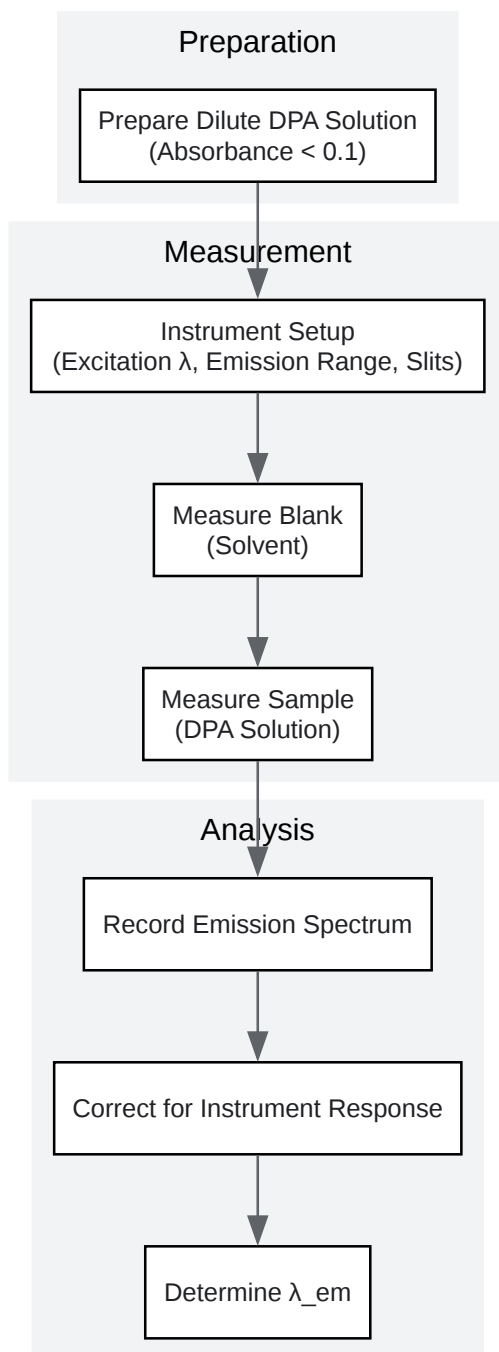 Preparation
Prepare Dilute DPA Solution
(Absorbance < 0.1)
Measurement
Instrument Setup
(Excitation λ, Emission Range, Slits)
Measure Blank
(Solvent)
Measure Sample
(DPA Solution)
Analysis
Record Emission Spectrum
Correct for Instrument Response
Determine λ_em